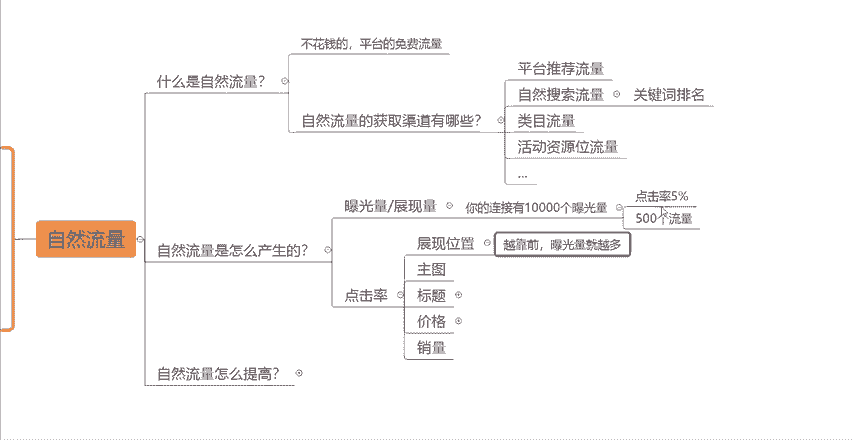 自然流量
什么是自然流量？
不花钱的，平台的免费流量
自然流量的获取渠道有哪些？
平台推荐流量
自然搜索流量
关键词排名
类目流量
活动资源位流量
...
自然流量是怎么产生的？
曝光量/展现量
你的连接有10000个曝光量
点击率5%
500个流量
点击率
展现位置
越靠前，曝光量就越多
主图
标题
价格
销量
自然流量怎么提高？